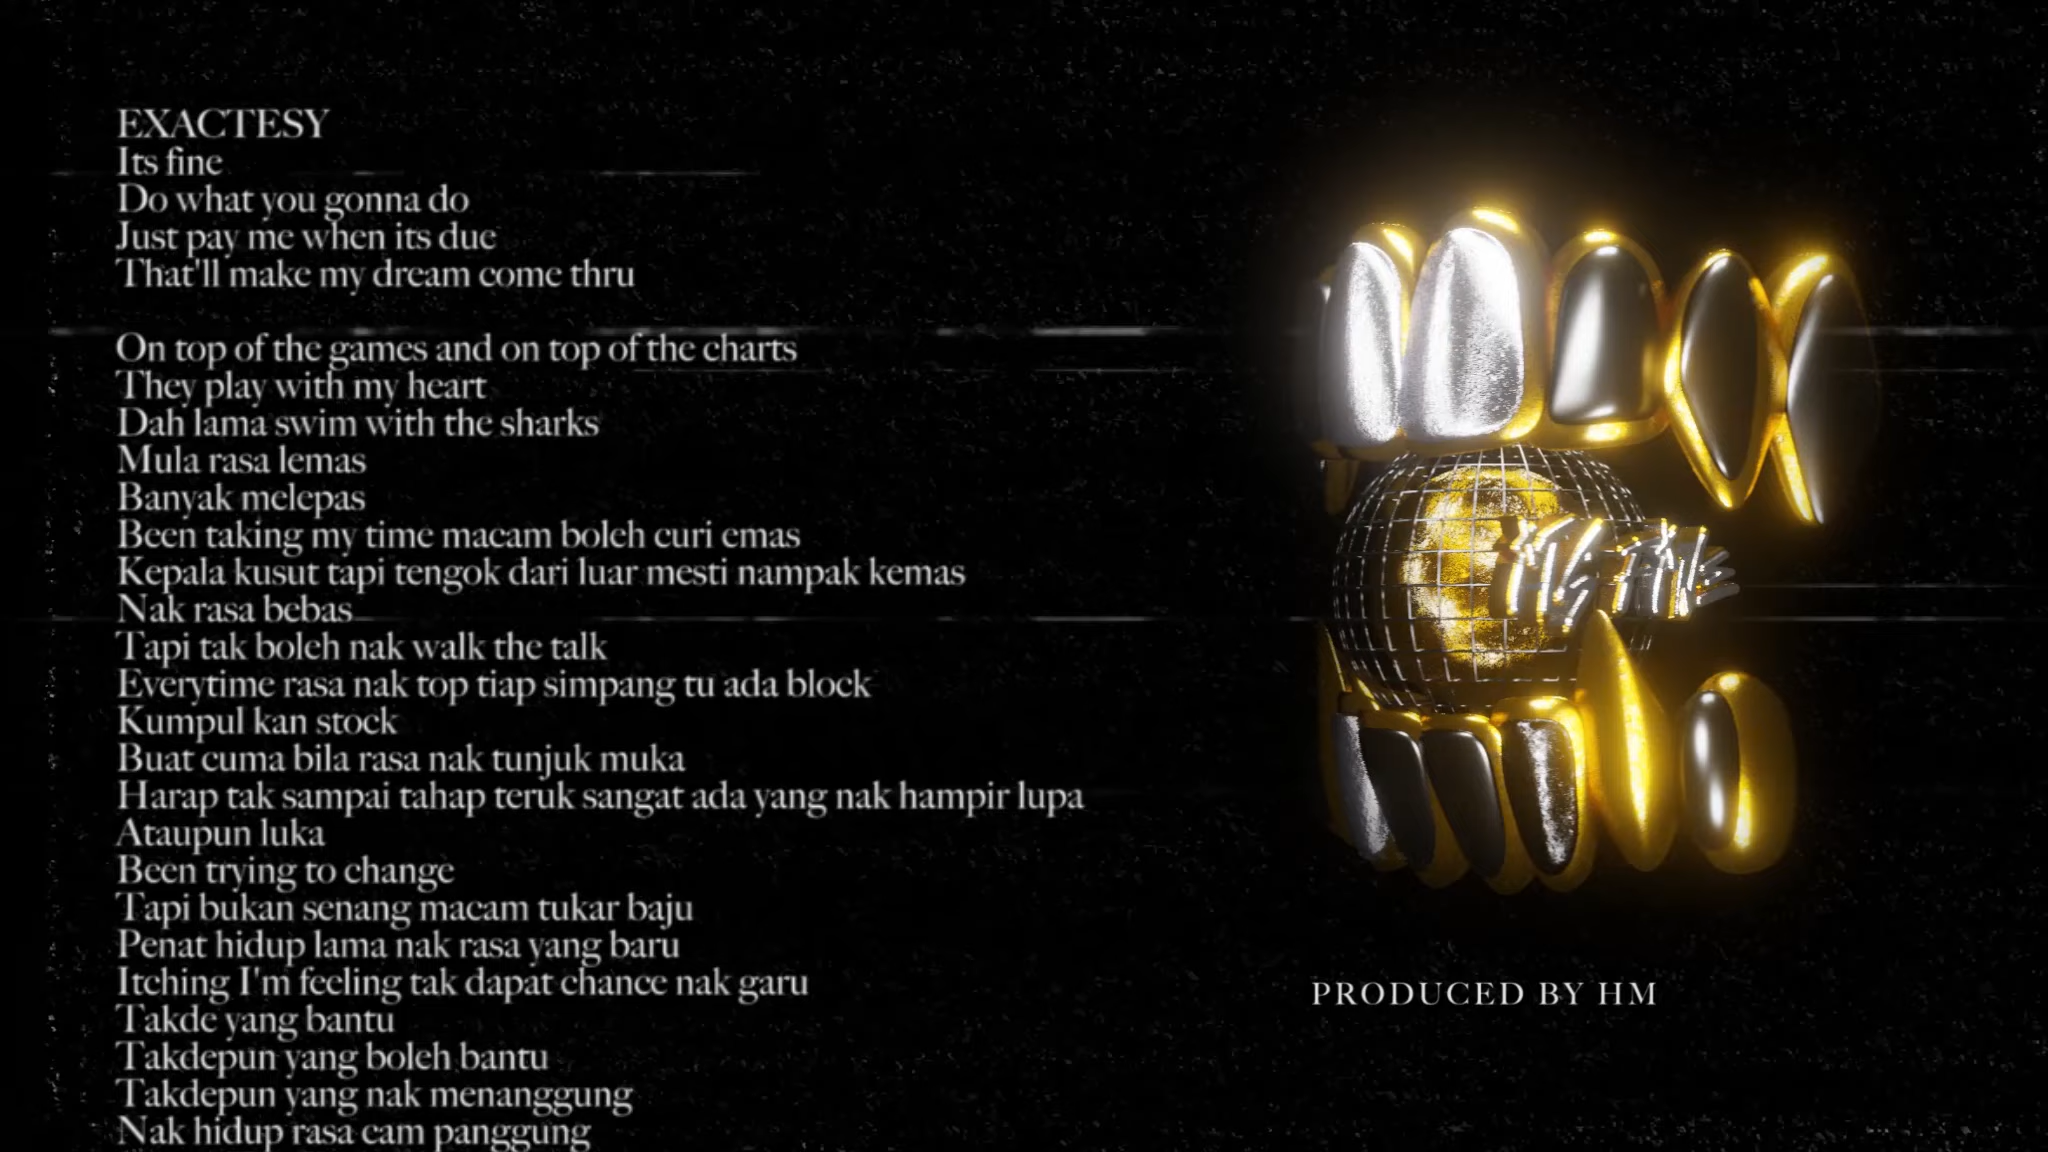 EXACTESY
Its fine
Do what you gonna do
Just pay me when its due
That'll make my dream come thru
On top of the games and on top of the charts
They play with my heart
Dah lama swim with the sharks
Mula rasa lemas
Banyak melepas
Been taking my time macam boleh curi emas
Kepala kusut tapi tengok dari luar mesti nampak kemas
Nak rasa bebas
Tapi tak boleh nak walk the talk
Everytime rasa nak top tiap simpang tu ada block
Kumpul kan stock
Buat cuma bila rasa nak tunjuk muka
Harap tak sampai tahap teruk sangat ada yang nak hampir lupa
Ataupun luka
Been trying to change
Tapi bukan senang macam tukar baju
Penat hidup lama nak rasa yang baru
Itching I'm feeling tak dapat chance nak garu
Takde yang bantu
Takdepun yang boleh bantu
Takdepun yang nak menanggung
Nak hidup rasa cam panggung
ITS FINE
PRODUCED BY HM